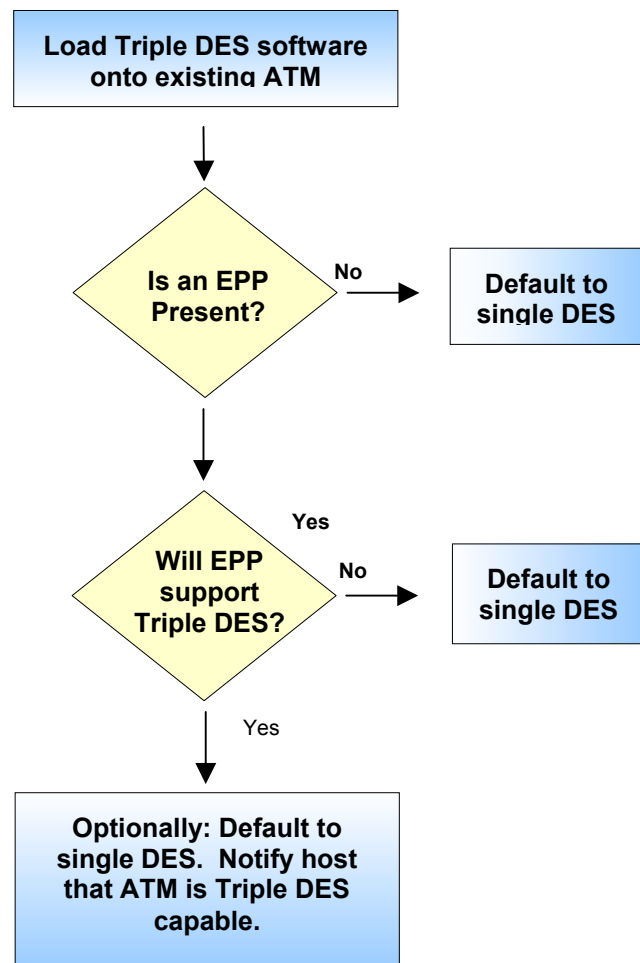 Load Triple DES software
onto existing ATM
Is an EPP
Present?
No
Default to
single DES
Yes
Will EPP
support
Triple DES?
No
Default to
single DES
Yes
Optionally: Default to
single DES. Notify host
that ATM is Triple DES
capable.